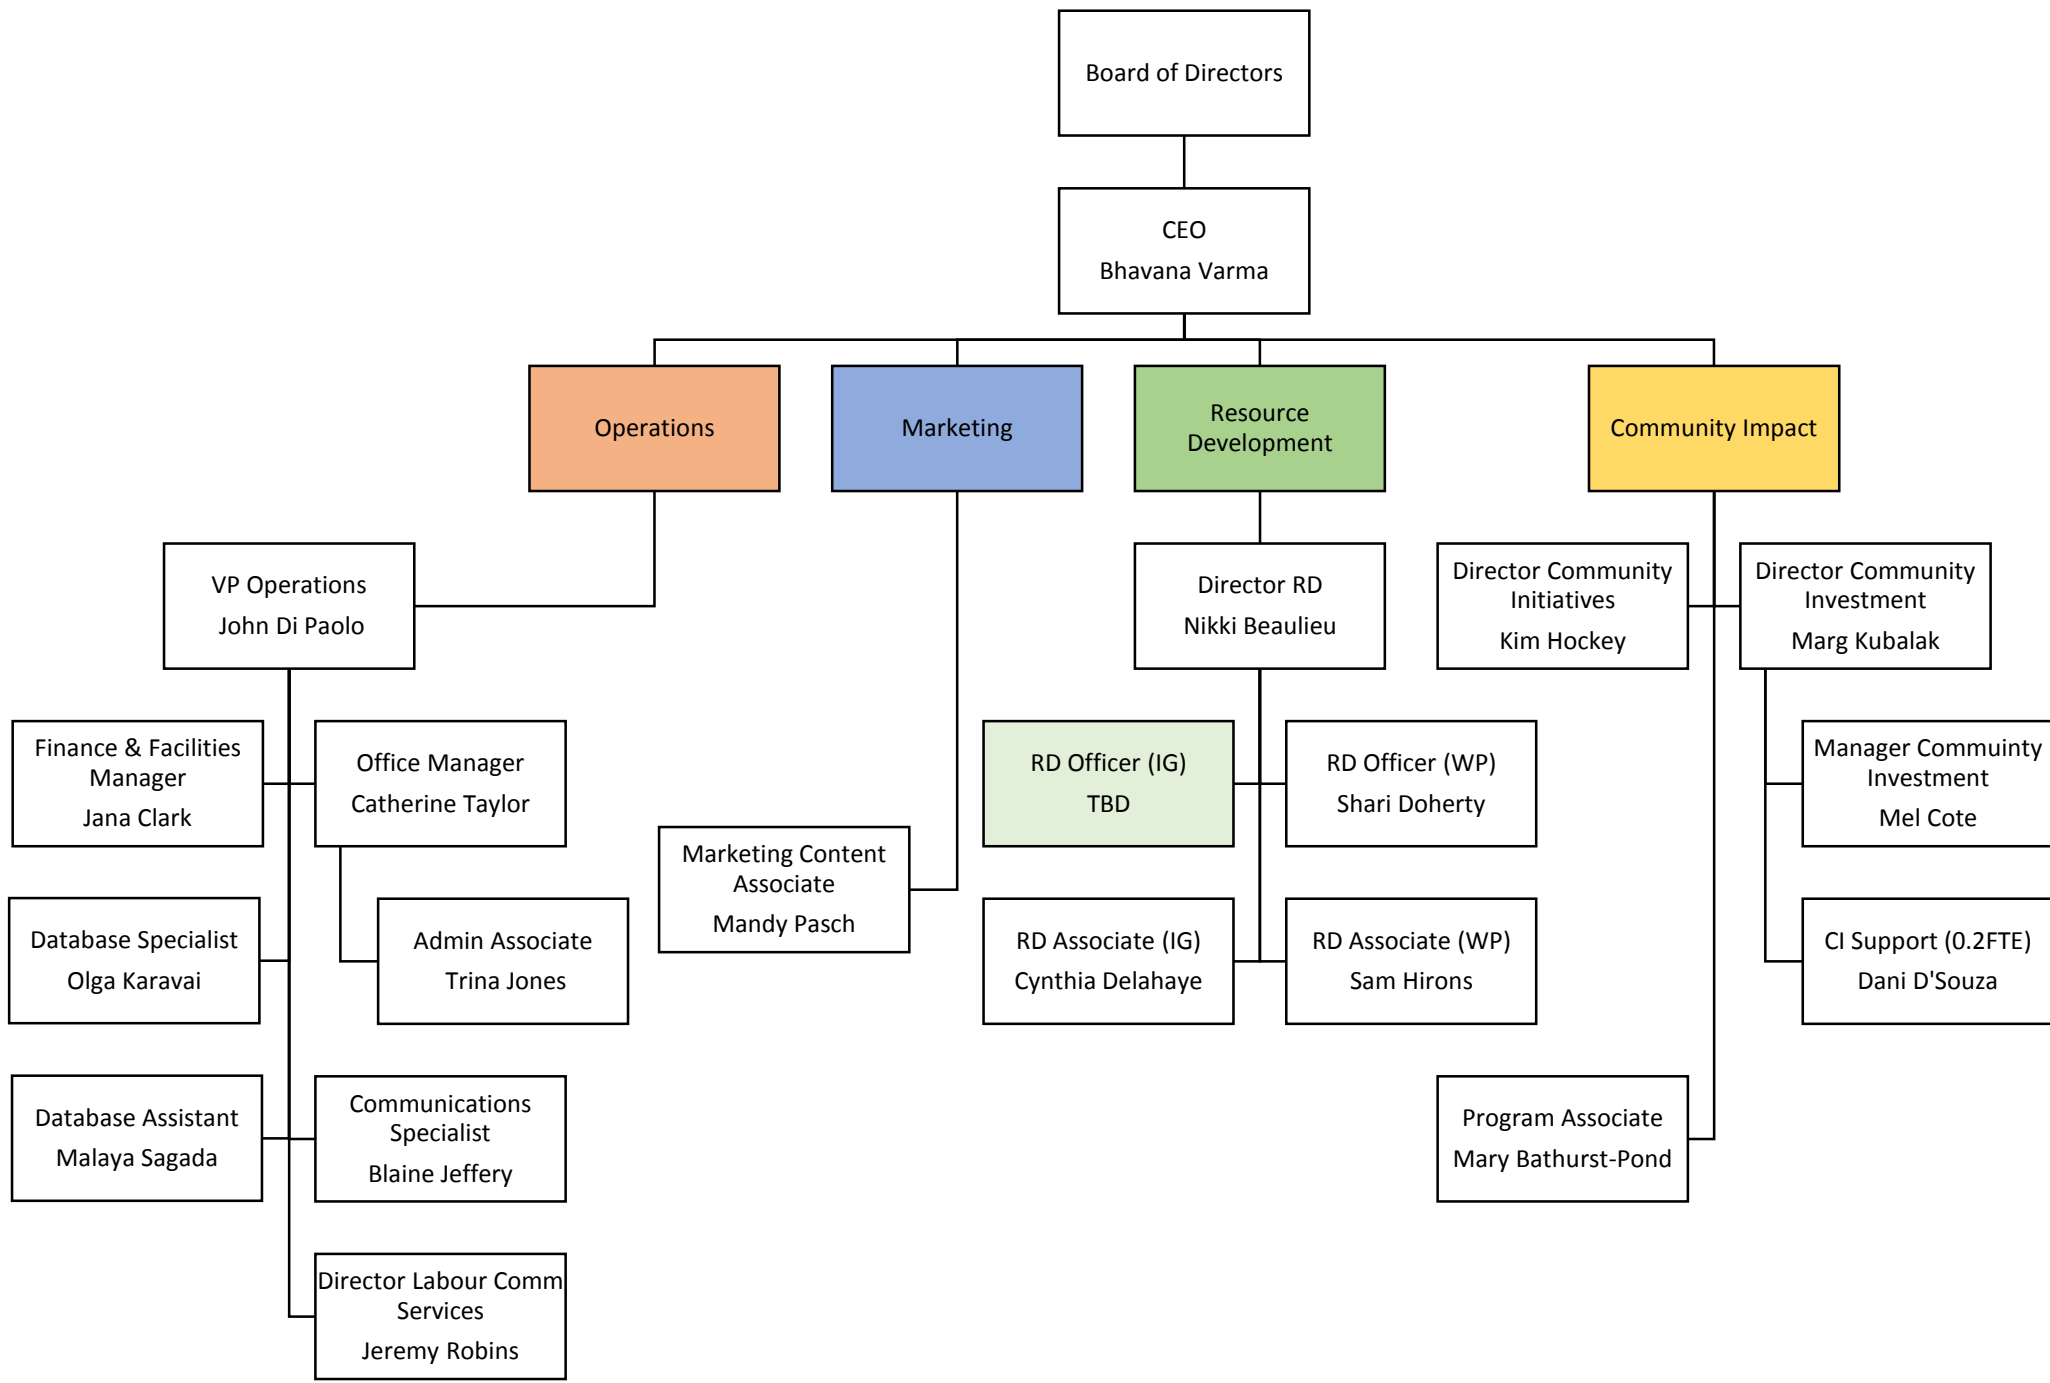 Board of Directors
CEO
Bhavana Varma
Operations
Marketing
Resource
Development
Community Impact
VP Operations
John Di Paolo
Director RD
Nikki Beaulieu
Director Community
Initiatives
Kim Hockey
Director Community
Investment
Marg Kubalak
Finance & Facilities
Manager
Jana Clark
Office Manager
Catherine Taylor
RD Officer (IG)
TBD
RD Officer (WP)
Shari Doherty
Manager Commuinty
Investment
Mel Cote
Marketing Content
Associate
Mandy Pasch
Database Specialist
Olga Karavai
Admin Associate
Trina Jones
RD Associate (IG)
Cynthia Delahaye
RD Associate (WP)
Sam Hirons
CI Support (0.2FTE)
Dani D'Souza
Database Assistant
Malaya Sagada
Communications
Specialist
Blaine Jeffery
Program Associate
Mary Bathurst-Pond
Director Labour Comm
Services
Jeremy Robins